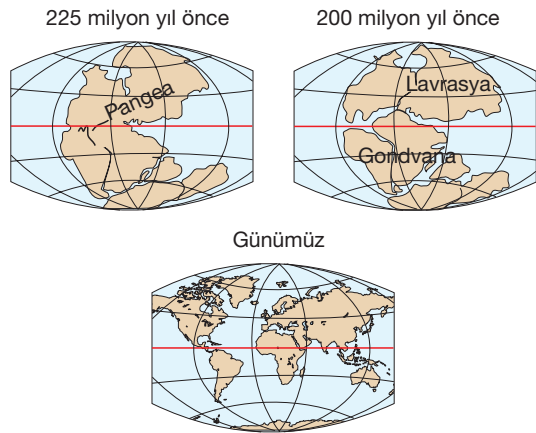 225 milyon yıl önce
200 milyon yıl önce
Pangea
Lavrasya
Gondvana
Günümüz